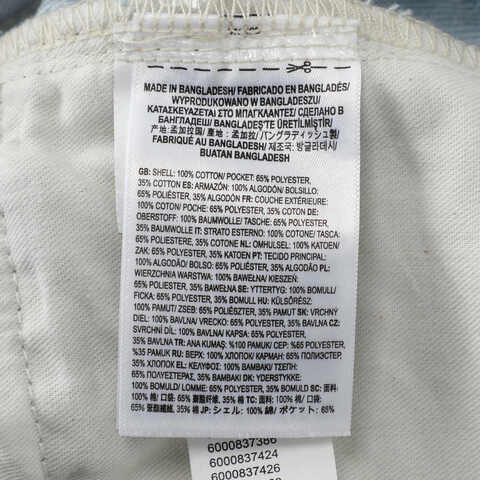 MADE IN BANGLADESH/ FABRICADO EN BANGLADÉS/
WYPRODUKOWANO W BANGLADESZU/
ΚΑΤΑΣΚΕΥΑΖΕΤΑΙ ΣΤΟ ΜΠΑΓΚΛΑΝΤΕΣ/ СДЕЛАНО В
БАНГЛАДЕШ/ BANGLADEŞ'TE ÜRETİLMİŞTİR/
产地: 孟加拉国/ 產地: 孟加拉/ バングラディッシュ製/
FABRIQUÉ AU BANGLADESH/ 제조국: 방글라데시/
BUATAN BANGLADESH
GB: SHELL: 100% COTTON/ POCKET: 65% POLYESTER,
35% COTTON ES: ARMAZÓN: 100% ALGODÓN/ BOLSILLO:
65% POLIÉSTER, 35% ALGODÓN FR: COUCHE EXTÉRIEURE:
100% COTON/ POCHE: 65% POLYESTER, 35% COTON DE:
OBERSTOFF: 100% BAUMWOLLE/ TASCHE: 65% POLYESTER,
35% BAUMWOLLE IT: STRATO ESTERNO: 100% COTONE/ TASCA:
65% POLIESTERE, 35% COTONE NL: OMHULSEL: 100% KATOEN/
ZAK: 65% POLYESTER, 35% KATOEN PT: TECIDO PRINCIPAL:
100% ALGODÃO/ BOLSO: 65% POLIÉSTER, 35% ALGODÃO PL:
WIERZCHNIA WARSTWA: 100% BAWEŁNA/ KIESZEŃ:
65% POLIESTER, 35% BAWEŁNA SE: YTTERTYG: 100% BOMULL/
FICKA: 65% POLYESTER, 35% BOMULL HU: KÜLSŐRÉSZ:
100% PAMUT/ ZSEB: 65% POLIÉSZTER, 35% PAMUT SK: VRCHNÝ
DIEL: 100% BAVLNA/ VRECKO: 65% POLYESTER, 35% BAVLNA CZ:
SVRCHNÍ DÍL: 100% BAVLNA/ KAPSA: 65% POLYESTER,
35% BAVLNA TR: ANA KUMAŞ: %100 PAMUK/ CEP: %65 POLYESTER,
%35 PAMUK RU: ВЕРХ: 100% ХЛОПОК/ КАРМАН: 65% ПОЛИЭСТЕР,
35% ХЛОПОК EL: ΚΕΛΥΦΟΣ: 100% ΒΑΜΒΑΚΙ/ ΤΣΕΠΗ:
65% ΠΟΛΥΕΣΤΕΡΑΣ, 35% ΒΑΜΒΑΚΙ DK: YDERSTYKKE:
100% BOMULD/ LOMME: 65% POLYESTER, 35% BOMULD SC: 面料:
100% 棉/ 口袋: 65% 聚酯纤维, 35% 棉 TC: 面料: 100% 棉/ 口袋:
65% 聚酯纖維, 35% 棉 JP: シェル: 100% 綿/ ポケット: 65%
6000837386
6000837424
6000837426